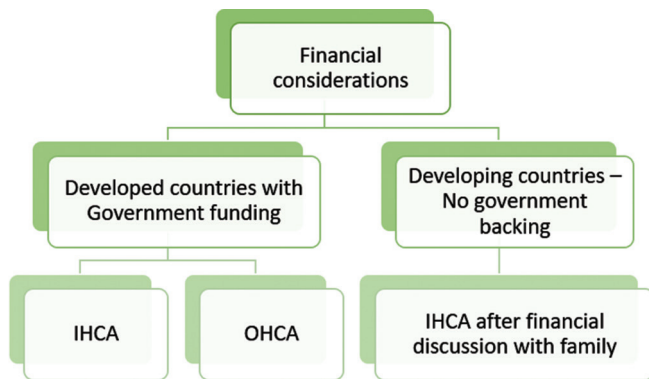 Financial
considerations
Developed countries with
Government funding
Developing countries –
No government
backing
IHCA
OHCA
IHCA after financial
discussion with family